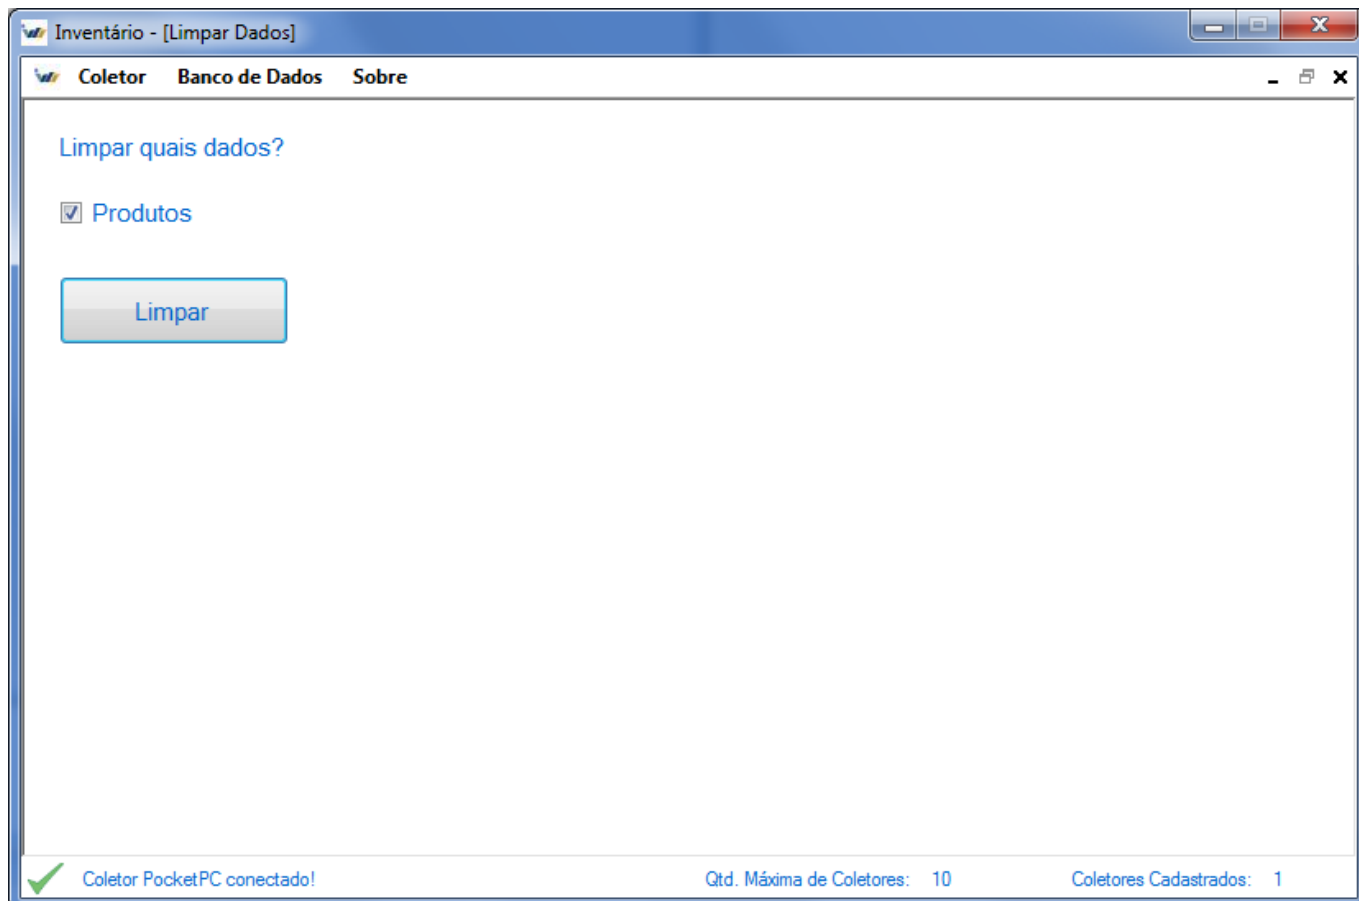 Inventário - [Limpar Dados]
Coletor Banco de Dados Sobre
Limpar quais dados?
Produtos
Limpar
Coletor PocketPC conectado! Qtd. Máxima de Coletores: 10 Coletores Cadastrados: 1